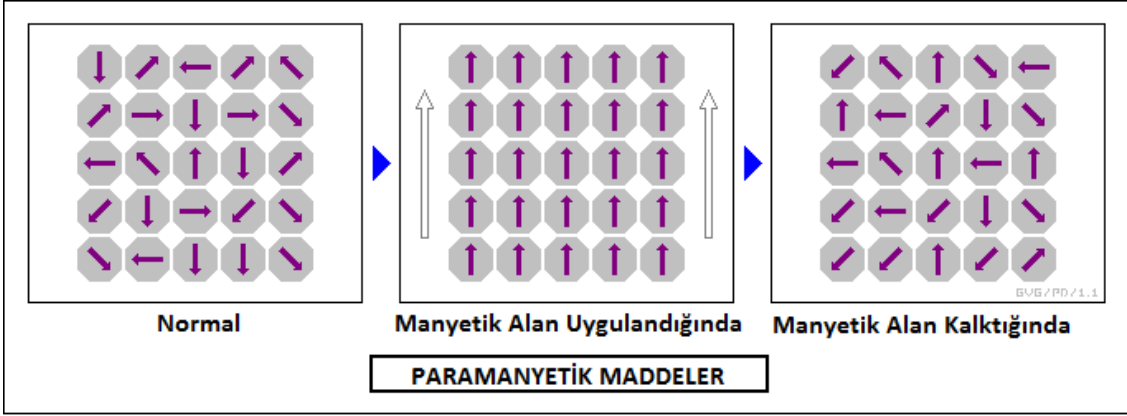 GVG/PD/1.1
Normal
Manyetik Alan Uygulandığında
Manyetik Alan Kalktığında
PARAMANYETİK MADDELER